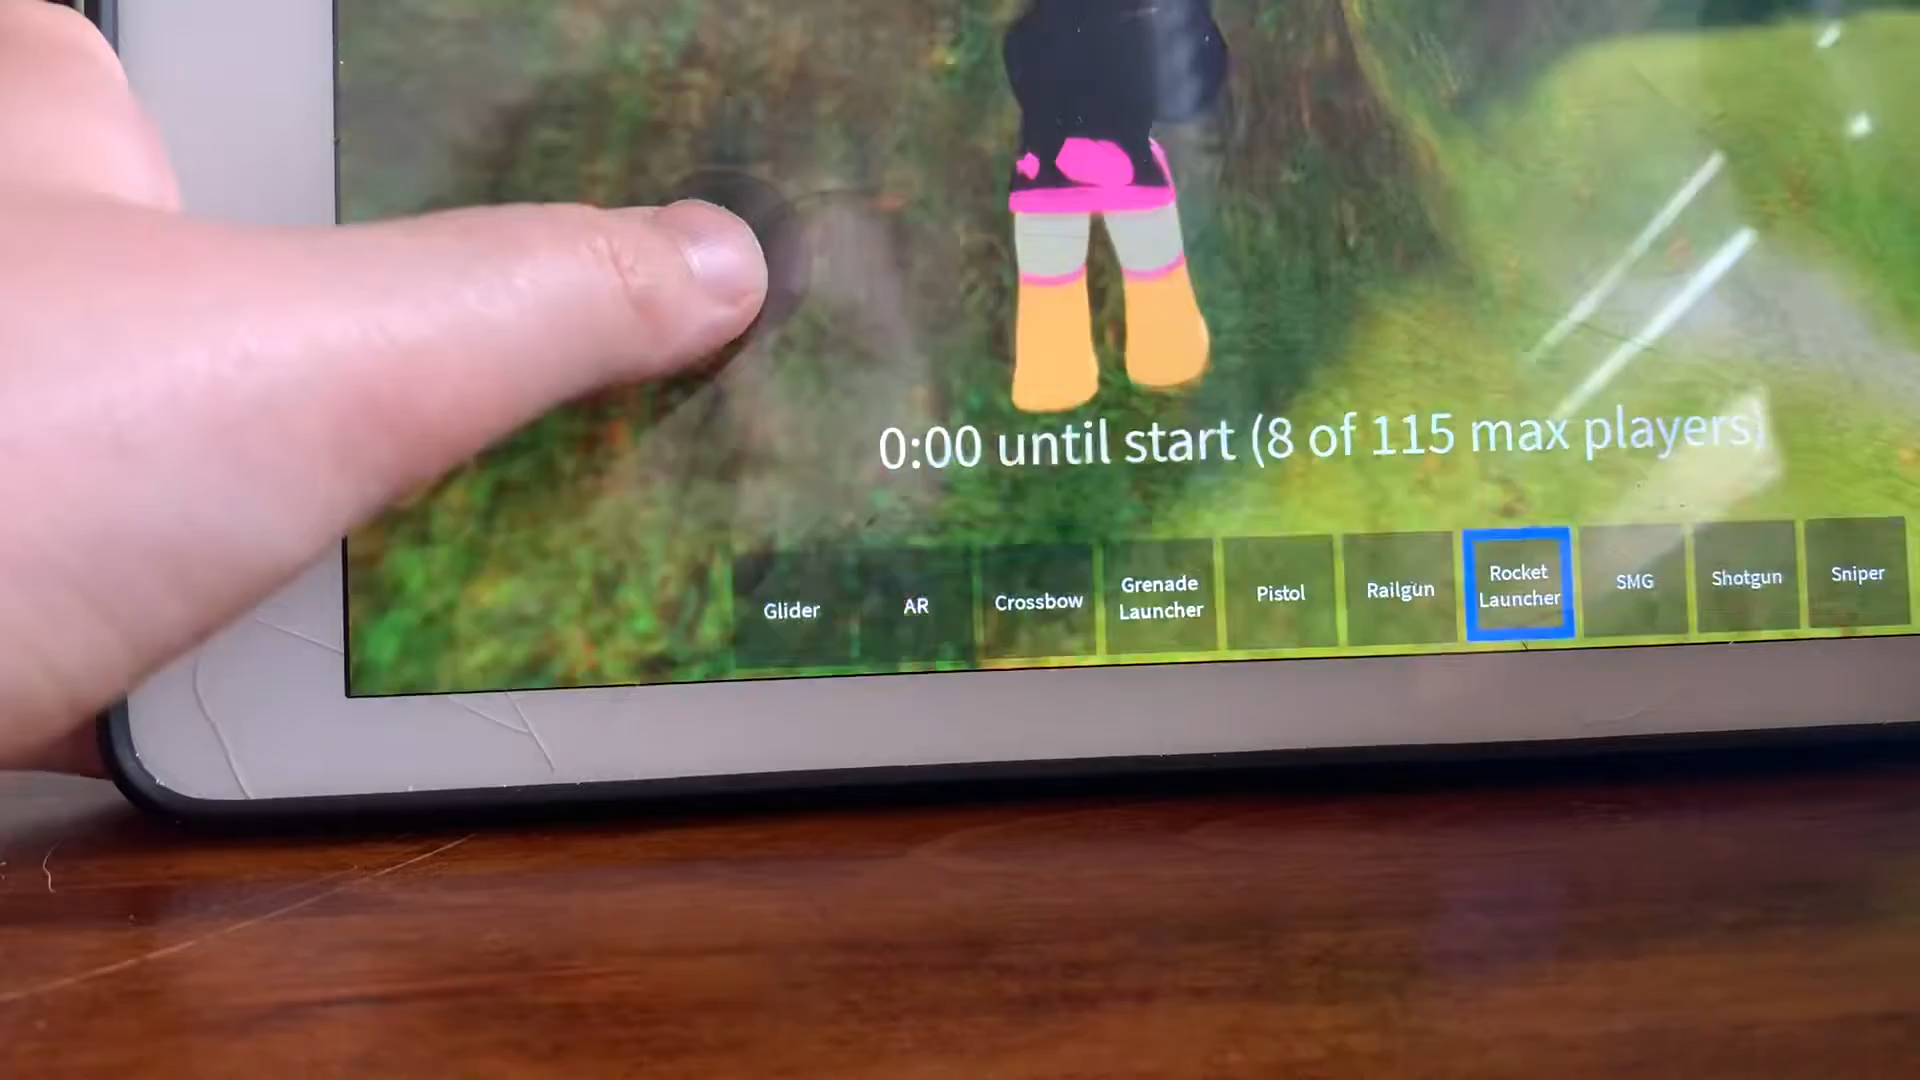 0:00 until start (8 of 115 max players)
Glider
AR
Crossbow
Grenade
Launcher
Pistol
Railgun
Rocket
Launcher
SMG
Shotgun
Sniper